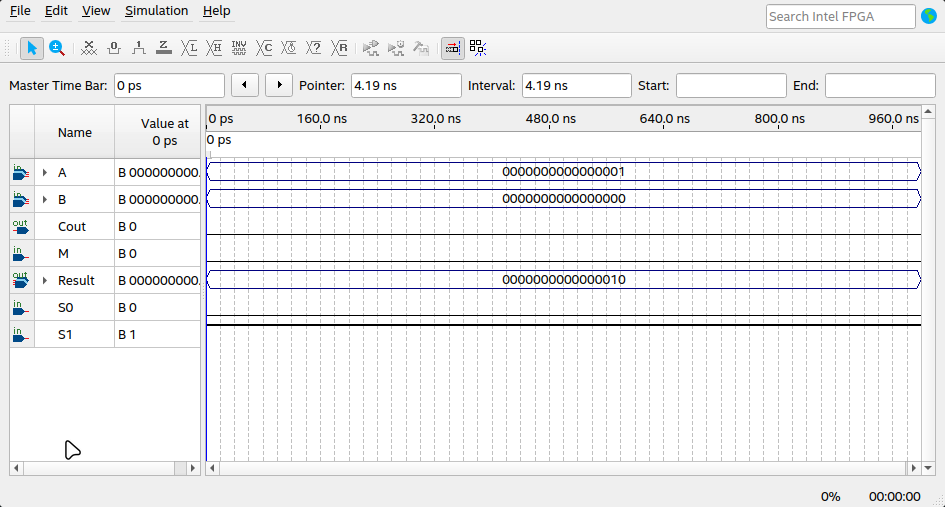 File Edit View Simulation Help
Search Intel FPGA
Master Time Bar: 0 ps Pointer: 4.19 ns Interval: 4.19 ns Start: End:
Name Value at 0 ps
0 ps 160.0 ns 320.0 ns 480.0 ns 640.0 ns 800.0 ns 960.0 ns
0 ps
in A B 000000000. 0000000000000001
in B B 000000000. 0000000000000000
out Cout B 0
in M B 0
out Result B 000000000. 0000000000000010
in S0 B 0
in S1 B 1
0% 00:00:00